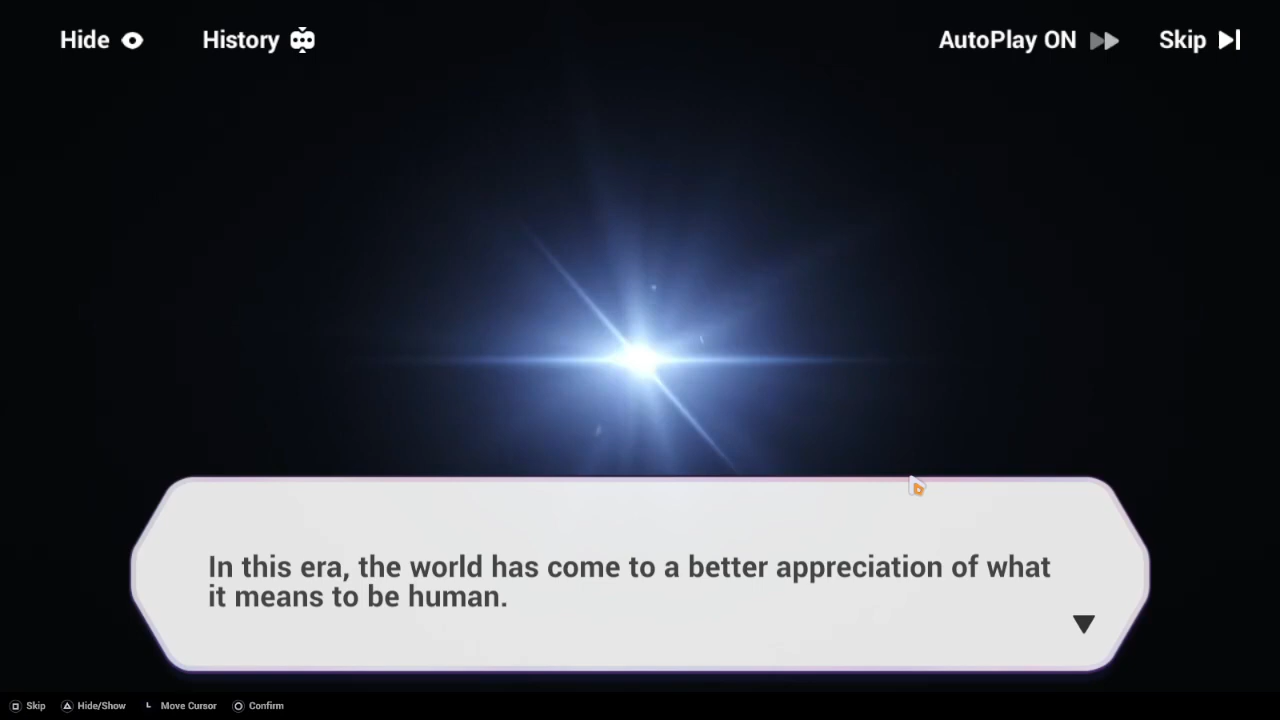 Hide
History
AutoPlay ON
Skip
In this era, the world has come to a better appreciation of what
it means to be human.
Skip
Hide/Show
L
Move Cursor
Confirm